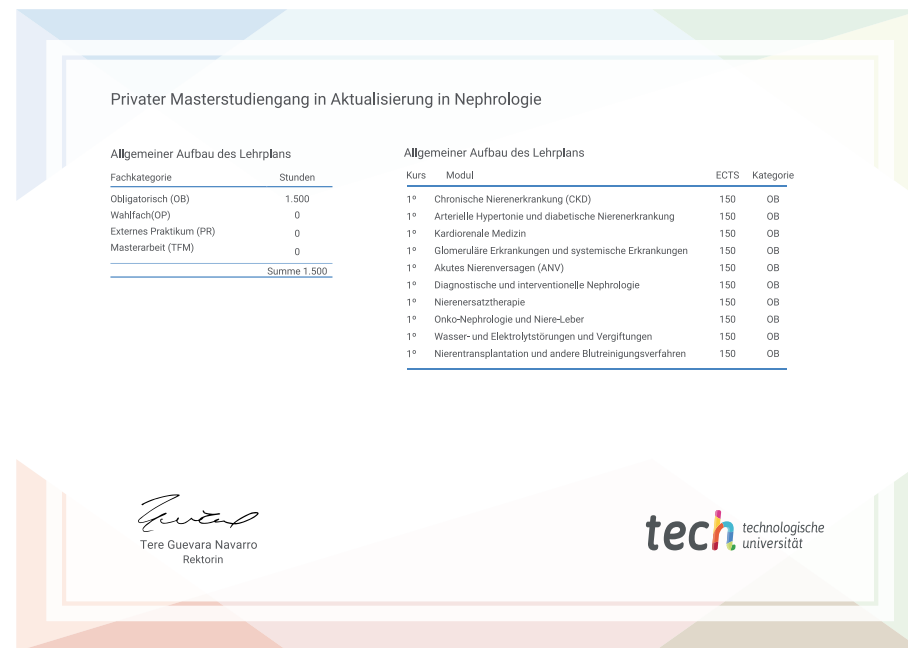 Privater Masterstudiengang in Aktualisierung in Nephrologie
Allgemeiner Aufbau des Lehrplans
Fachkategorie Stunden
Obligatorisch (OB) 1.500
Wahlfach(OP) 0
Externes Praktikum (PR) 0
Masterarbeit (TFM) 0
Summe 1.500
Allgemeiner Aufbau des Lehrplans
Kurs Modul ECTS Kategorie
1º Chronische Nierenerkrankung (CKD) 150 OB
1º Arterielle Hypertonie und diabetische Nierenerkrankung 150 OB
1º Kardiorenale Medizin 150 OB
1º Glomeruläre Erkrankungen und systemische Erkrankungen 150 OB
1º Akutes Nierenversagen (ANV) 150 OB
1º Diagnostische und interventionelle Nephrologie 150 OB
1º Nierenersatztherapie 150 OB
1º Onko-Nephrologie und Niere-Leber 150 OB
1º Wasser- und Elektrolytstörungen und Vergiftungen 150 OB
1º Nierentransplantation und andere Blutreinigungsverfahren 150 OB
Tere Guevara Navarro
Rektorin
tech technologische
universität